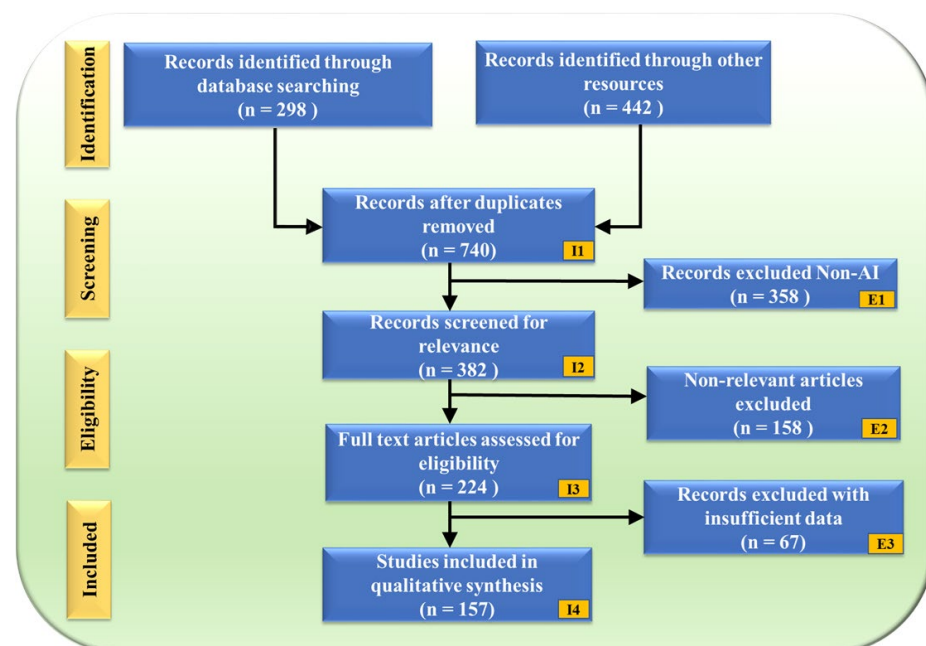 Identification
Records identified through
database searching
(n = 298 )
Records identified through other
resources
(n = 442 )
Screening
Records after duplicates
removed
(n = 740)
I1
Records excluded Non-AI
(n = 358 )
E1
Records screened for
relevance
(n = 382 )
I2
Eligibility
Non-relevant articles
excluded
(n = 158 )
E2
Full text articles assessed for
eligibility
(n = 224 )
I3
Included
Records excluded with
insufficient data
(n = 67)
E3
Studies included in
qualitative synthesis
(n = 157)
I4